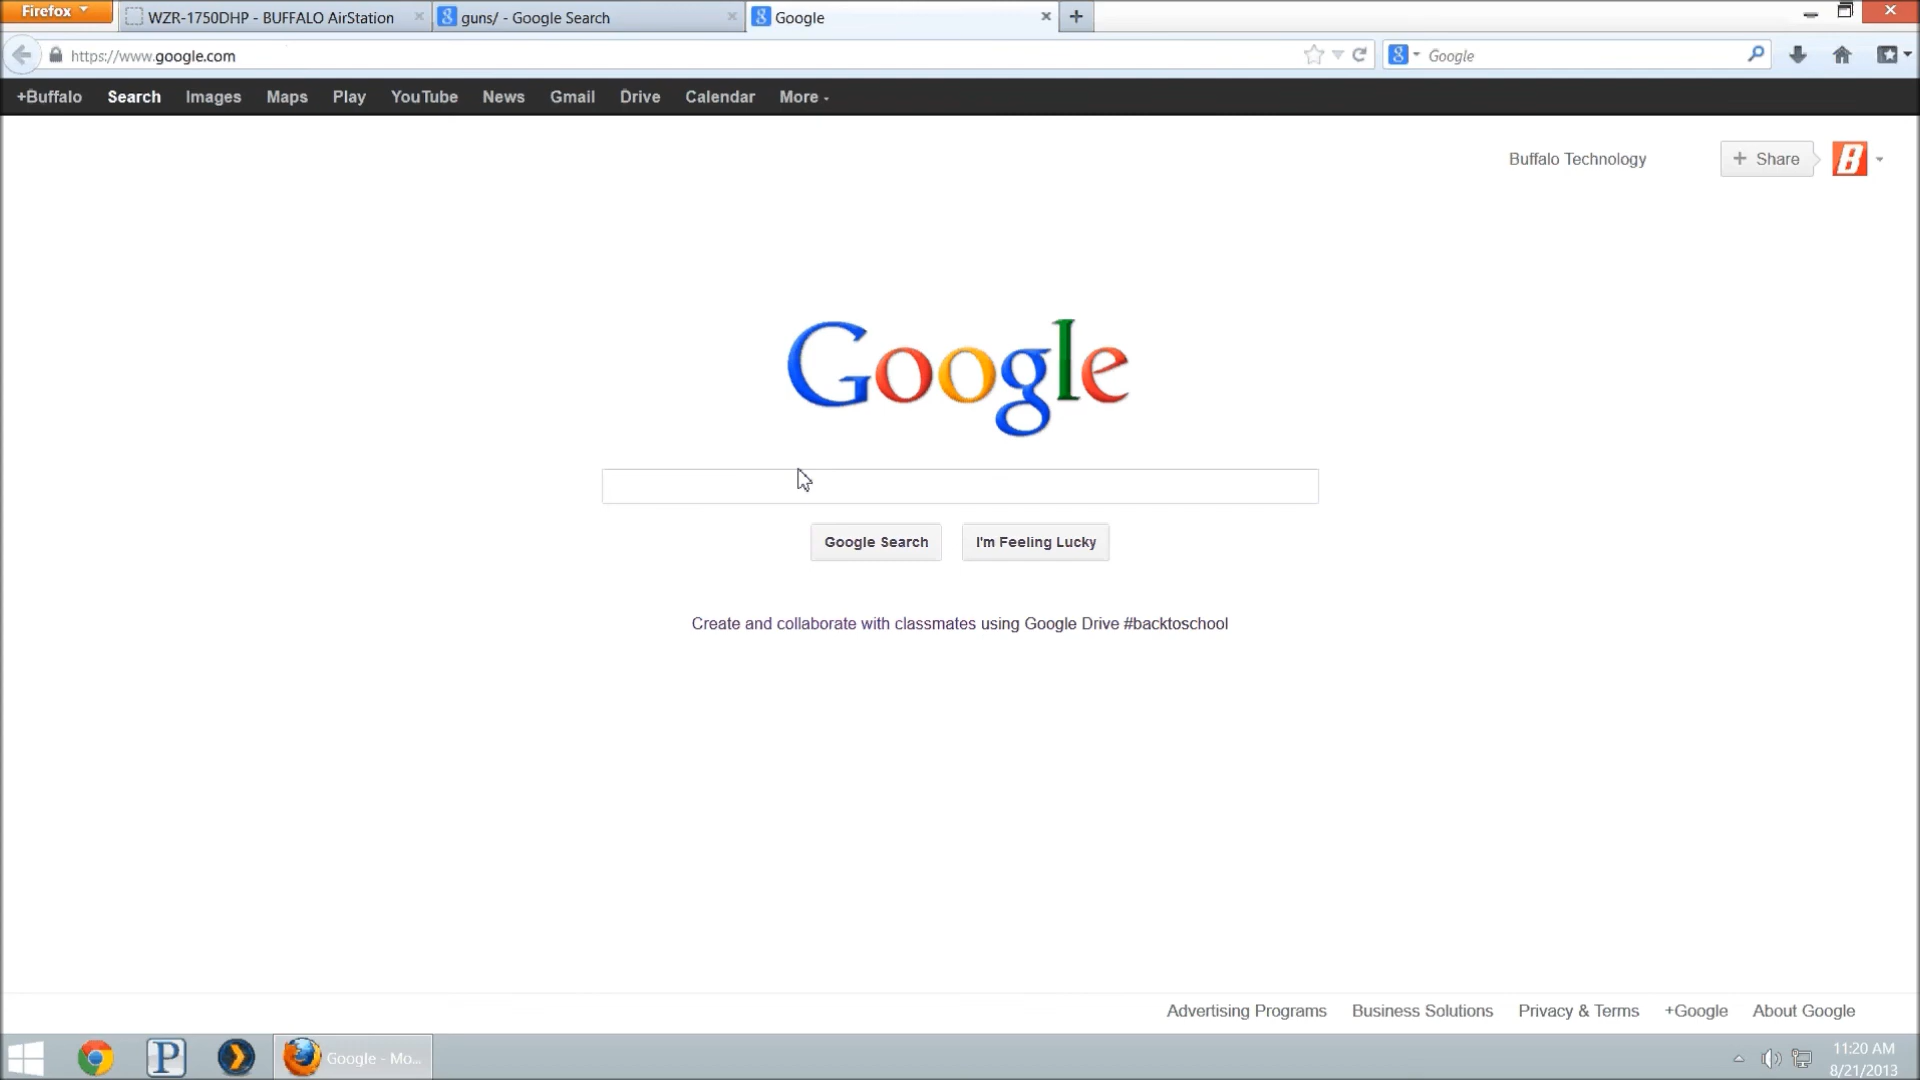 Firefox
WZR-1750DHP - BUFFALO AirStation
guns/ - Google Search
Google
https://www.google.com
Google
+Buffalo Search Images Maps Play YouTube News Gmail Drive Calendar More
Buffalo Technology
+ Share
B
Google
Google Search
I'm Feeling Lucky
Create and collaborate with classmates using Google Drive #backtoschool
Advertising Programs Business Solutions Privacy & Terms +Google About Google
P
Google - Mo...
11:20 AM
8/21/2013